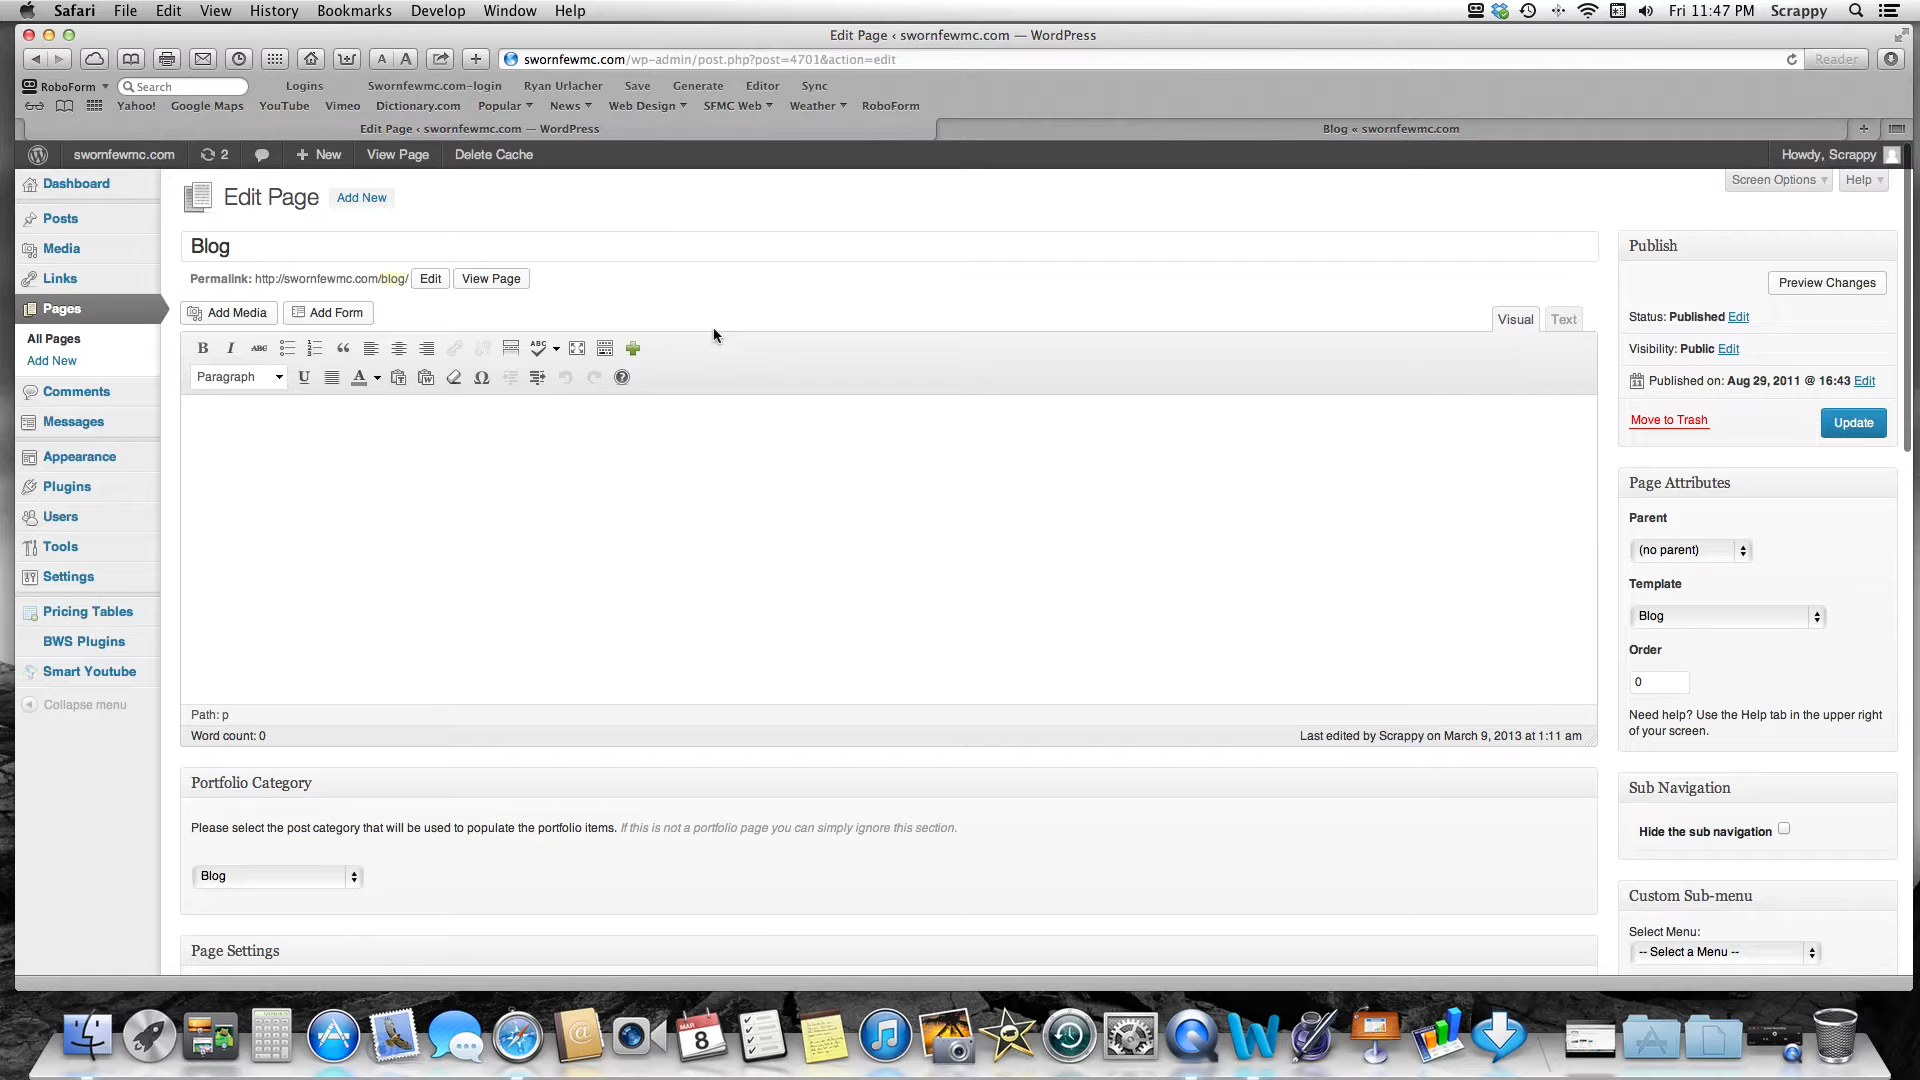 Safari File Edit View History Bookmarks Develop Window Help Fri 11:47 PM Scrappy
Edit Page ‹ swornfewmc.com — WordPress
A A swornfewmc.com/wp-admin/post.php?post=4701&action=edit Reader
RoboForm Search Logins Swornfewmc.com-login Ryan Urlacher Save Generate Editor Sync
Yahoo! Google Maps YouTube Vimeo Dictionary.com Popular News Web Design SFMC Web Weather RoboForm
Edit Page ‹ swornfewmc.com — WordPress Blog « swornfewmc.com
swornfewmc.com 2 + New View Page Delete Cache Howdy, Scrappy
Screen Options Help
Dashboard
Posts
Media
Links
Pages
All Pages
Add New
Comments
Messages
Appearance
Plugins
Users
Tools
Settings
Pricing Tables
BWS Plugins
Smart Youtube
Collapse menu
Edit Page Add New
Blog
Permalink: http://swornfewmc.com/blog/ Edit View Page
Add Media Add Form
Visual Text
B I ABC ABC
Paragraph U A
Path: p
Word count: 0 Last edited by Scrappy on March 9, 2013 at 1:11 am
Portfolio Category
Please select the post category that will be used to populate the portfolio items. If this is not a portfolio page you can simply ignore this section.
Blog
Page Settings
Publish
Preview Changes
Status: Published Edit
Visibility: Public Edit
Published on: Aug 29, 2011 @ 16:43 Edit
Move to Trash Update
Page Attributes
Parent
(no parent)
Template
Blog
Order
0
Need help? Use the Help tab in the upper right
of your screen.
Sub Navigation
Hide the sub navigation
Custom Sub-menu
Select Menu:
-- Select a Menu --
MAR
8